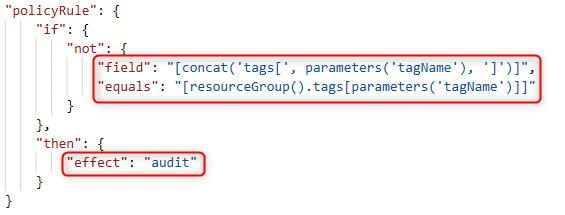 "policyRule": {
"if": {
"not": {
"field": "[concat('tags[', parameters('tagName'), ']')]",
"equals": "[resourceGroup().tags[parameters('tagName')]]"
}
},
"then": {
"effect": "audit"
}
}